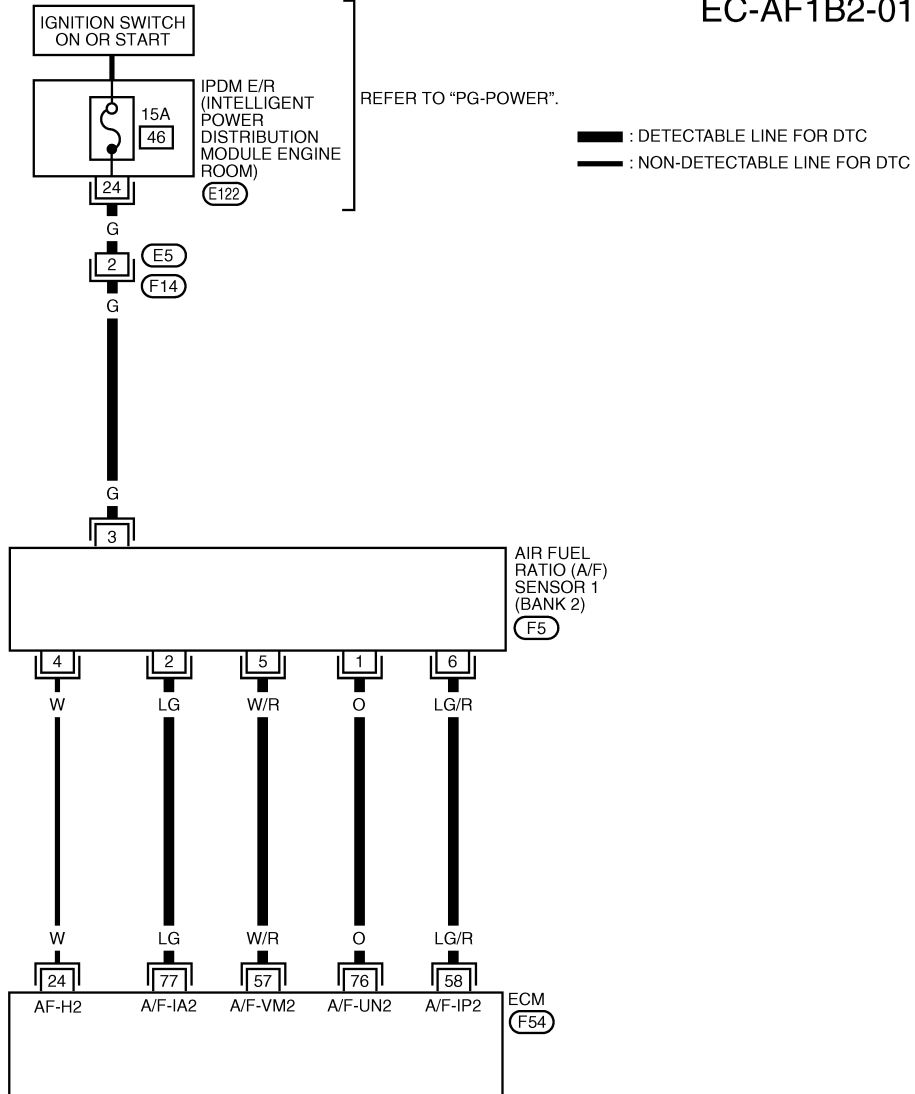 EC-AF1B2-01
IGNITION SWITCH
ON OR START
IPDM E/R
(INTELLIGENT
POWER
DISTRIBUTION
MODULE ENGINE
ROOM)
E122
15A
46
REFER TO “PG-POWER”.
: DETECTABLE LINE FOR DTC
: NON-DETECTABLE LINE FOR DTC
24
G
2
E5
F14
G
G
3
AIR FUEL
RATIO (A/F)
SENSOR 1
(BANK 2)
F5
4 2 5 1 6
W LG W/R O LG/R
W LG W/R O LG/R
24 77 57 76 58
AF-H2 A/F-IA2 A/F-VM2 A/F-UN2 A/F-IP2
ECM
F54